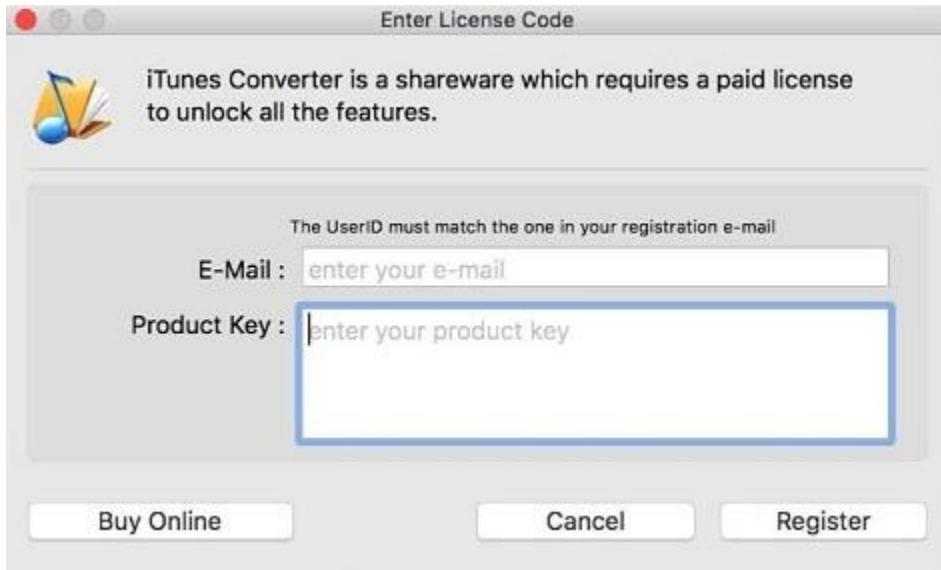 Enter License Code
iTunes Converter is a shareware which requires a paid license
to unlock all the features.
The UserID must match the one in your registration e-mail
E-Mail :
enter your e-mail
Product Key :
enter your product key
Buy Online
Cancel
Register